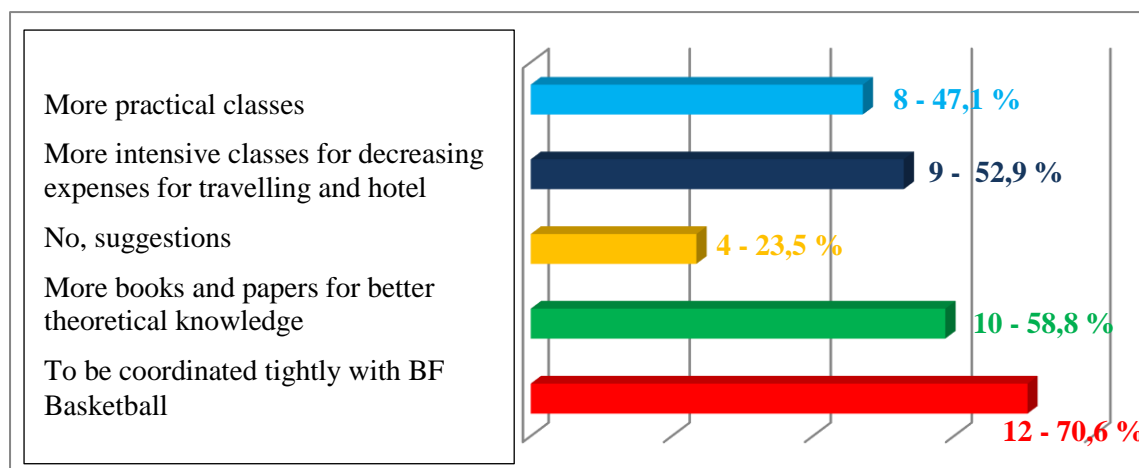 More practical classes
8 - 47,1 %
More intensive classes for decreasing
expenses for travelling and hotel
9 - 52,9 %
No, suggestions
4 - 23,5 %
More books and papers for better
theoretical knowledge
10 - 58,8 %
To be coordinated tightly with BF
Basketball
12 - 70,6 %